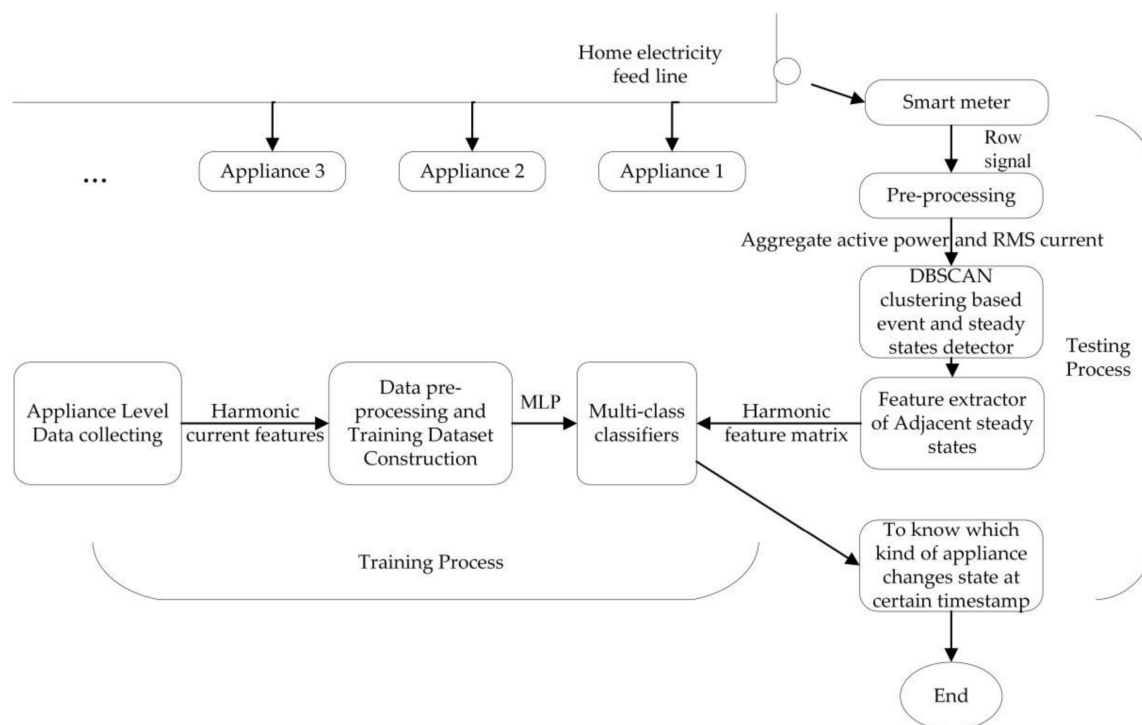 Home electricity
feed line
Smart meter
Row
signal
Appliance 3
Appliance 2
Appliance 1
...
Pre-processing
Aggregate active power and RMS current
DBSCAN
clustering based
event and steady
states detector
Testing
Process
Appliance Level
Data collecting
Harmonic
current features
Data pre-
processing and
Training Dataset
Construction
MLP
Multi-class
classifiers
Harmonic
feature matrix
Feature extractor
of Adjacent steady
states
To know which
kind of appliance
changes state at
certain timestamp
Training Process
End